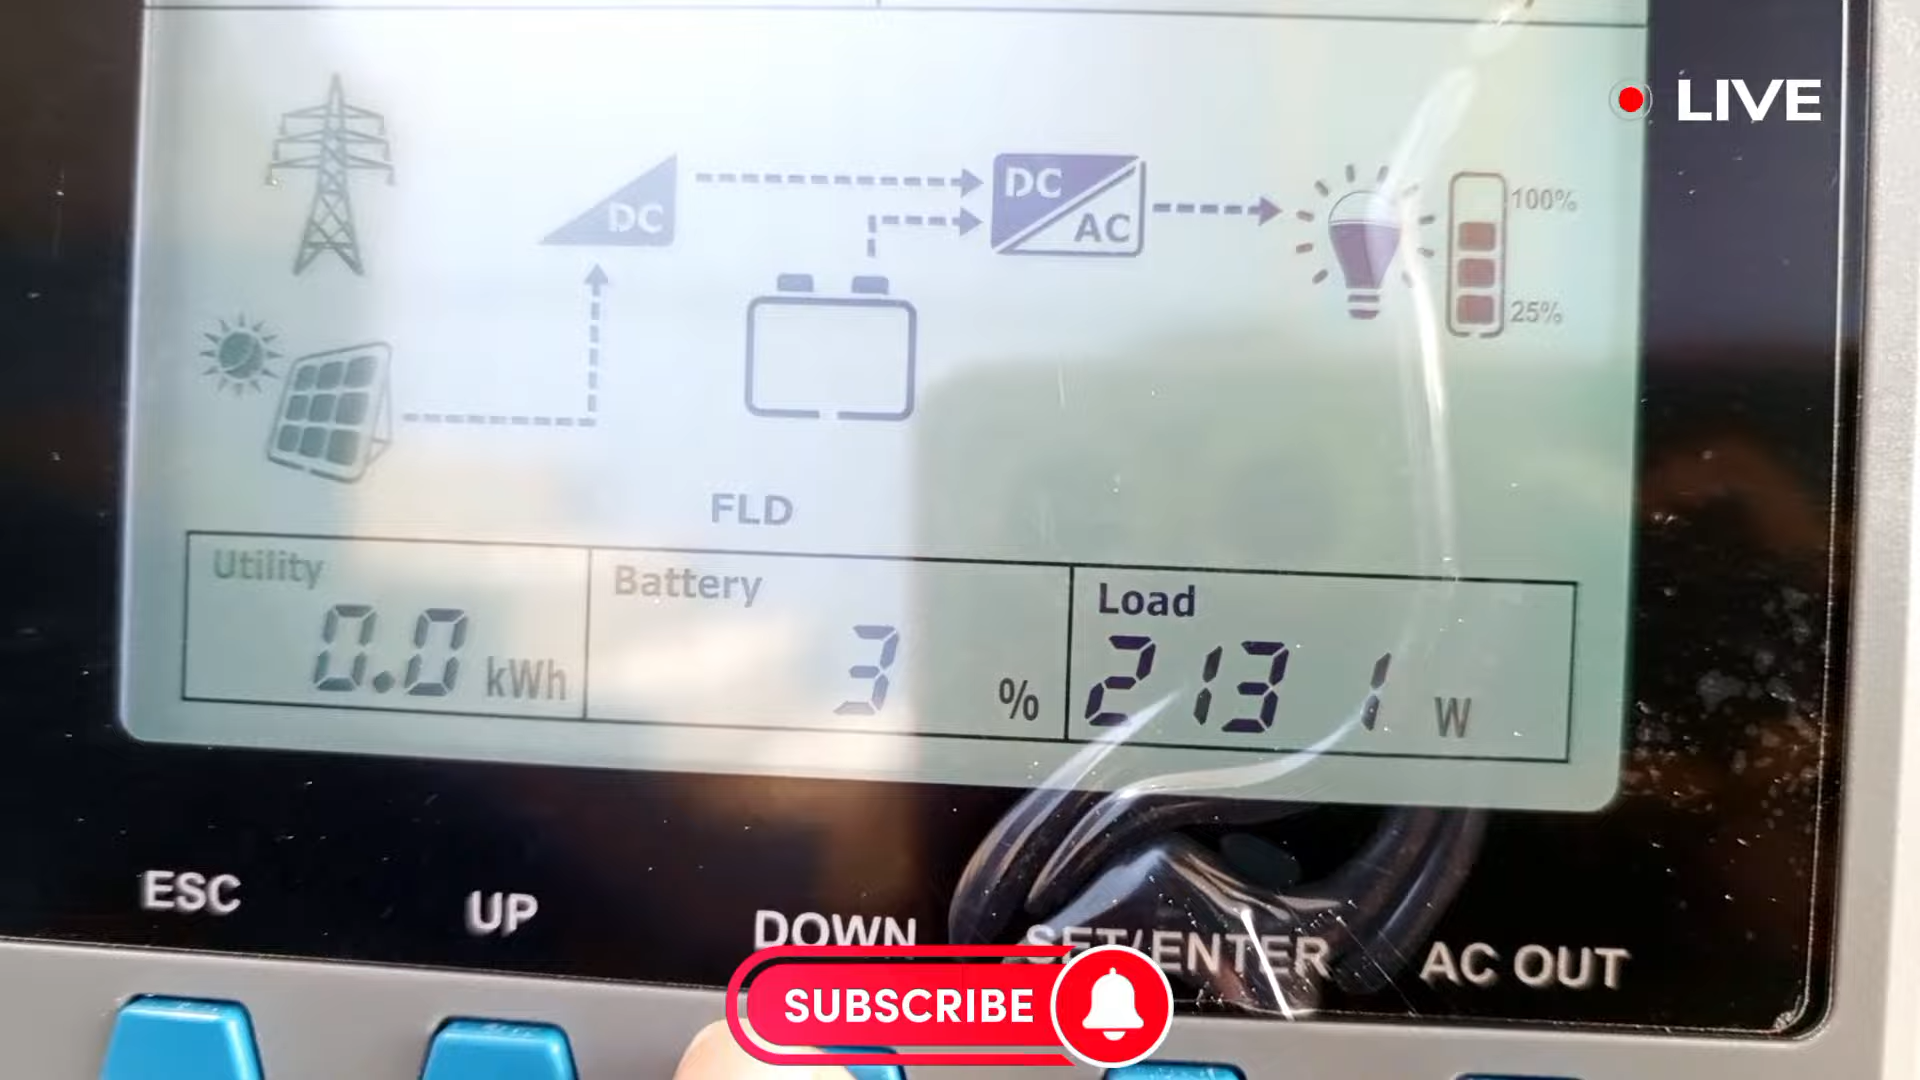 LIVE
DC
DC
AC
100%
25%
FLD
Utility
0.0 kWh
Battery
3 %
Load
2131 W
ESC
UP
DOWN
SET/ENTER
AC OUT
SUBSCRIBE